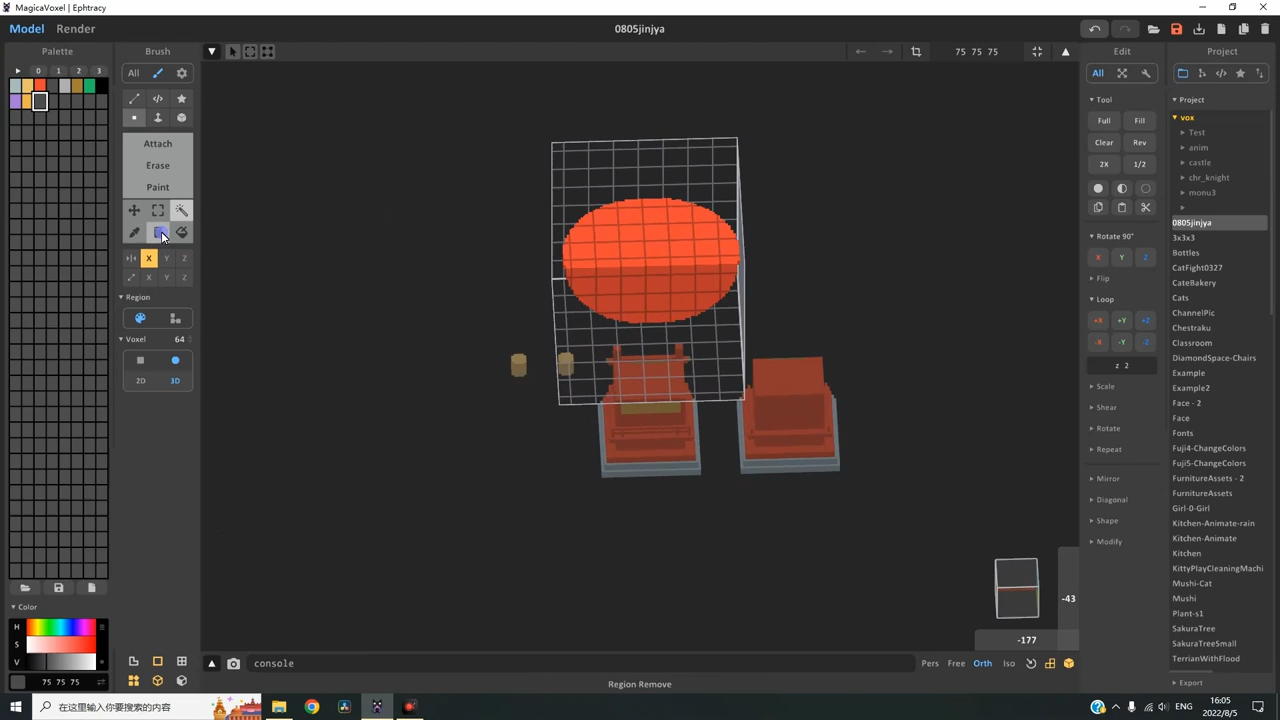 MagicaVoxel | Ephtracy
Model Render
0805jinjya
Palette
Brush
75 75 75
Edit
Project
0 1 2 3
All
All
Project
vox
Test
anim
castle
chr_knight
monu3
0805jinjya
3x3x3
Bottles
CatFight0327
CateBakery
Cats
ChannelPic
Chestraku
Classroom
DiamondSpace-Chairs
Example
Example2
Face - 2
Face
Fonts
Fuji4-ChangeColors
Fuji5-ChangeColors
FurnitureAssets - 2
FurnitureAssets
Girl-0-Girl
Kitchen-Animate-rain
Kitchen-Animate
Kitchen
KittyPlayCleaningMachi
Mushi-Cat
Mushi
Plant-s1
SakuraTree
SakuraTreeSmall
TerrianWithFlood
Export
Attach
Erase
Paint
X Y Z
X Y Z
Region
Voxel 64
2D 3D
Tool
Full Fill
Clear Rev
2X 1/2
Rotate 90°
X Y Z
Flip
Loop
+X +Y +Z
-X -Y -Z
z 2
Scale
Shear
Rotate
Repeat
Mirror
Diagonal
Shape
Modify
Color
H
S
V
75 75 75
-43
-177
console
Pers Free Orth Iso
Region Remove
在这里输入你要搜索的内容
ENG
16:05
2022/8/5